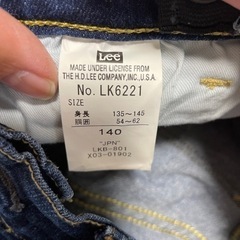 Lee
MADE UNDER LICENSE FROM
THE H.D.LEE COMPANY,INC.,U.S.A.
No. LK6221
SIZE
身長 135~145
胴囲 54~62
140
"JPN"
LKB-801
X03-01902